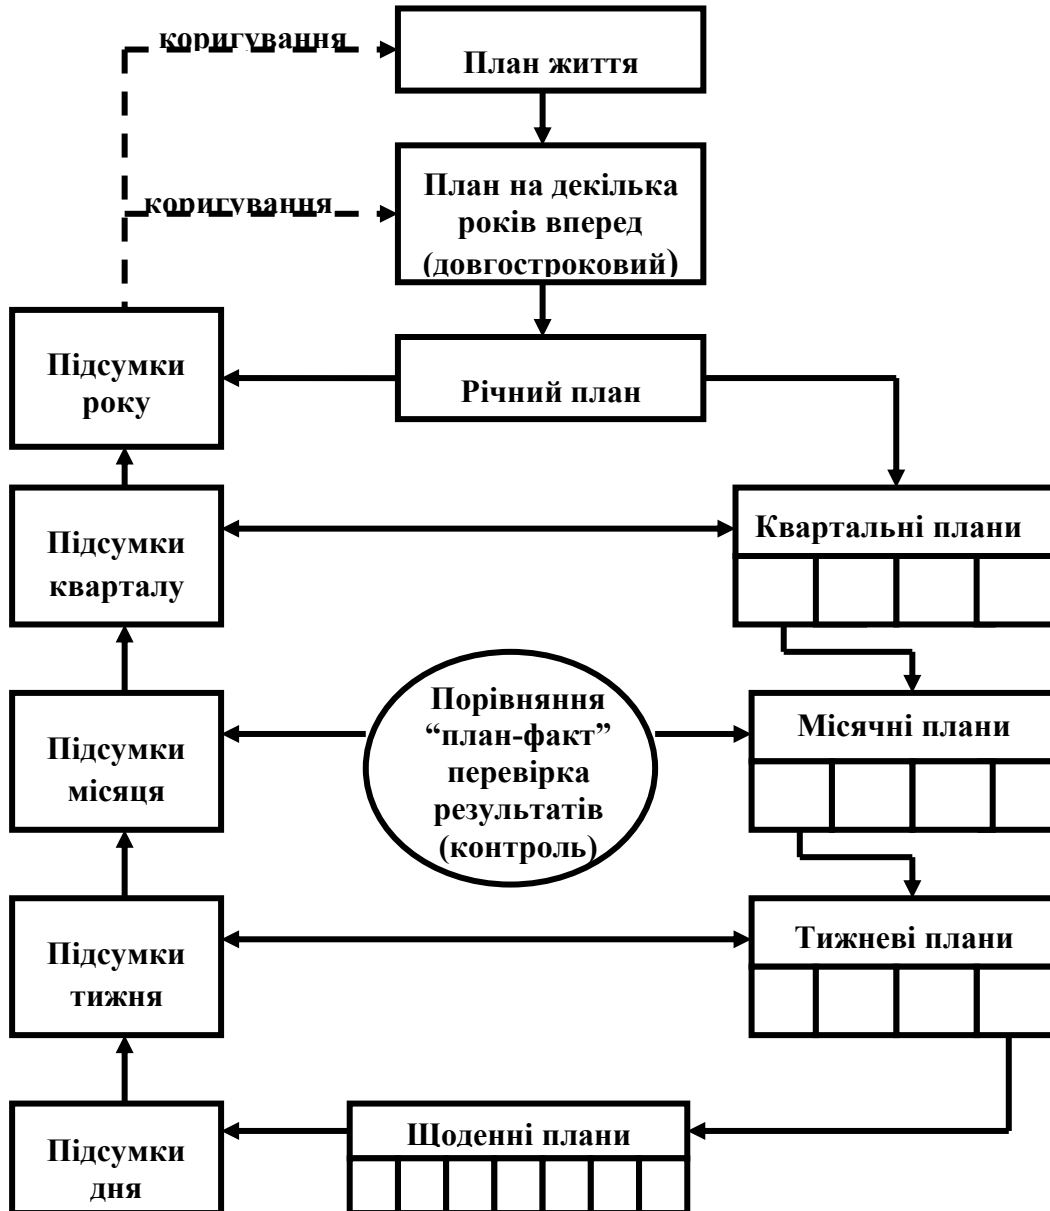 коригування
План життя
коригування
План на декілька
років вперед
(довгостроковий)
Підсумки
року
Річний план
Підсумки
кварталу
Квартальні плани
Порівняння
“план-факт”
перевірка
результатів
(контроль)
Підсумки
місяця
Місячні плани
Підсумки
тижня
Тижневі плани
Підсумки
дня
Щоденні плани